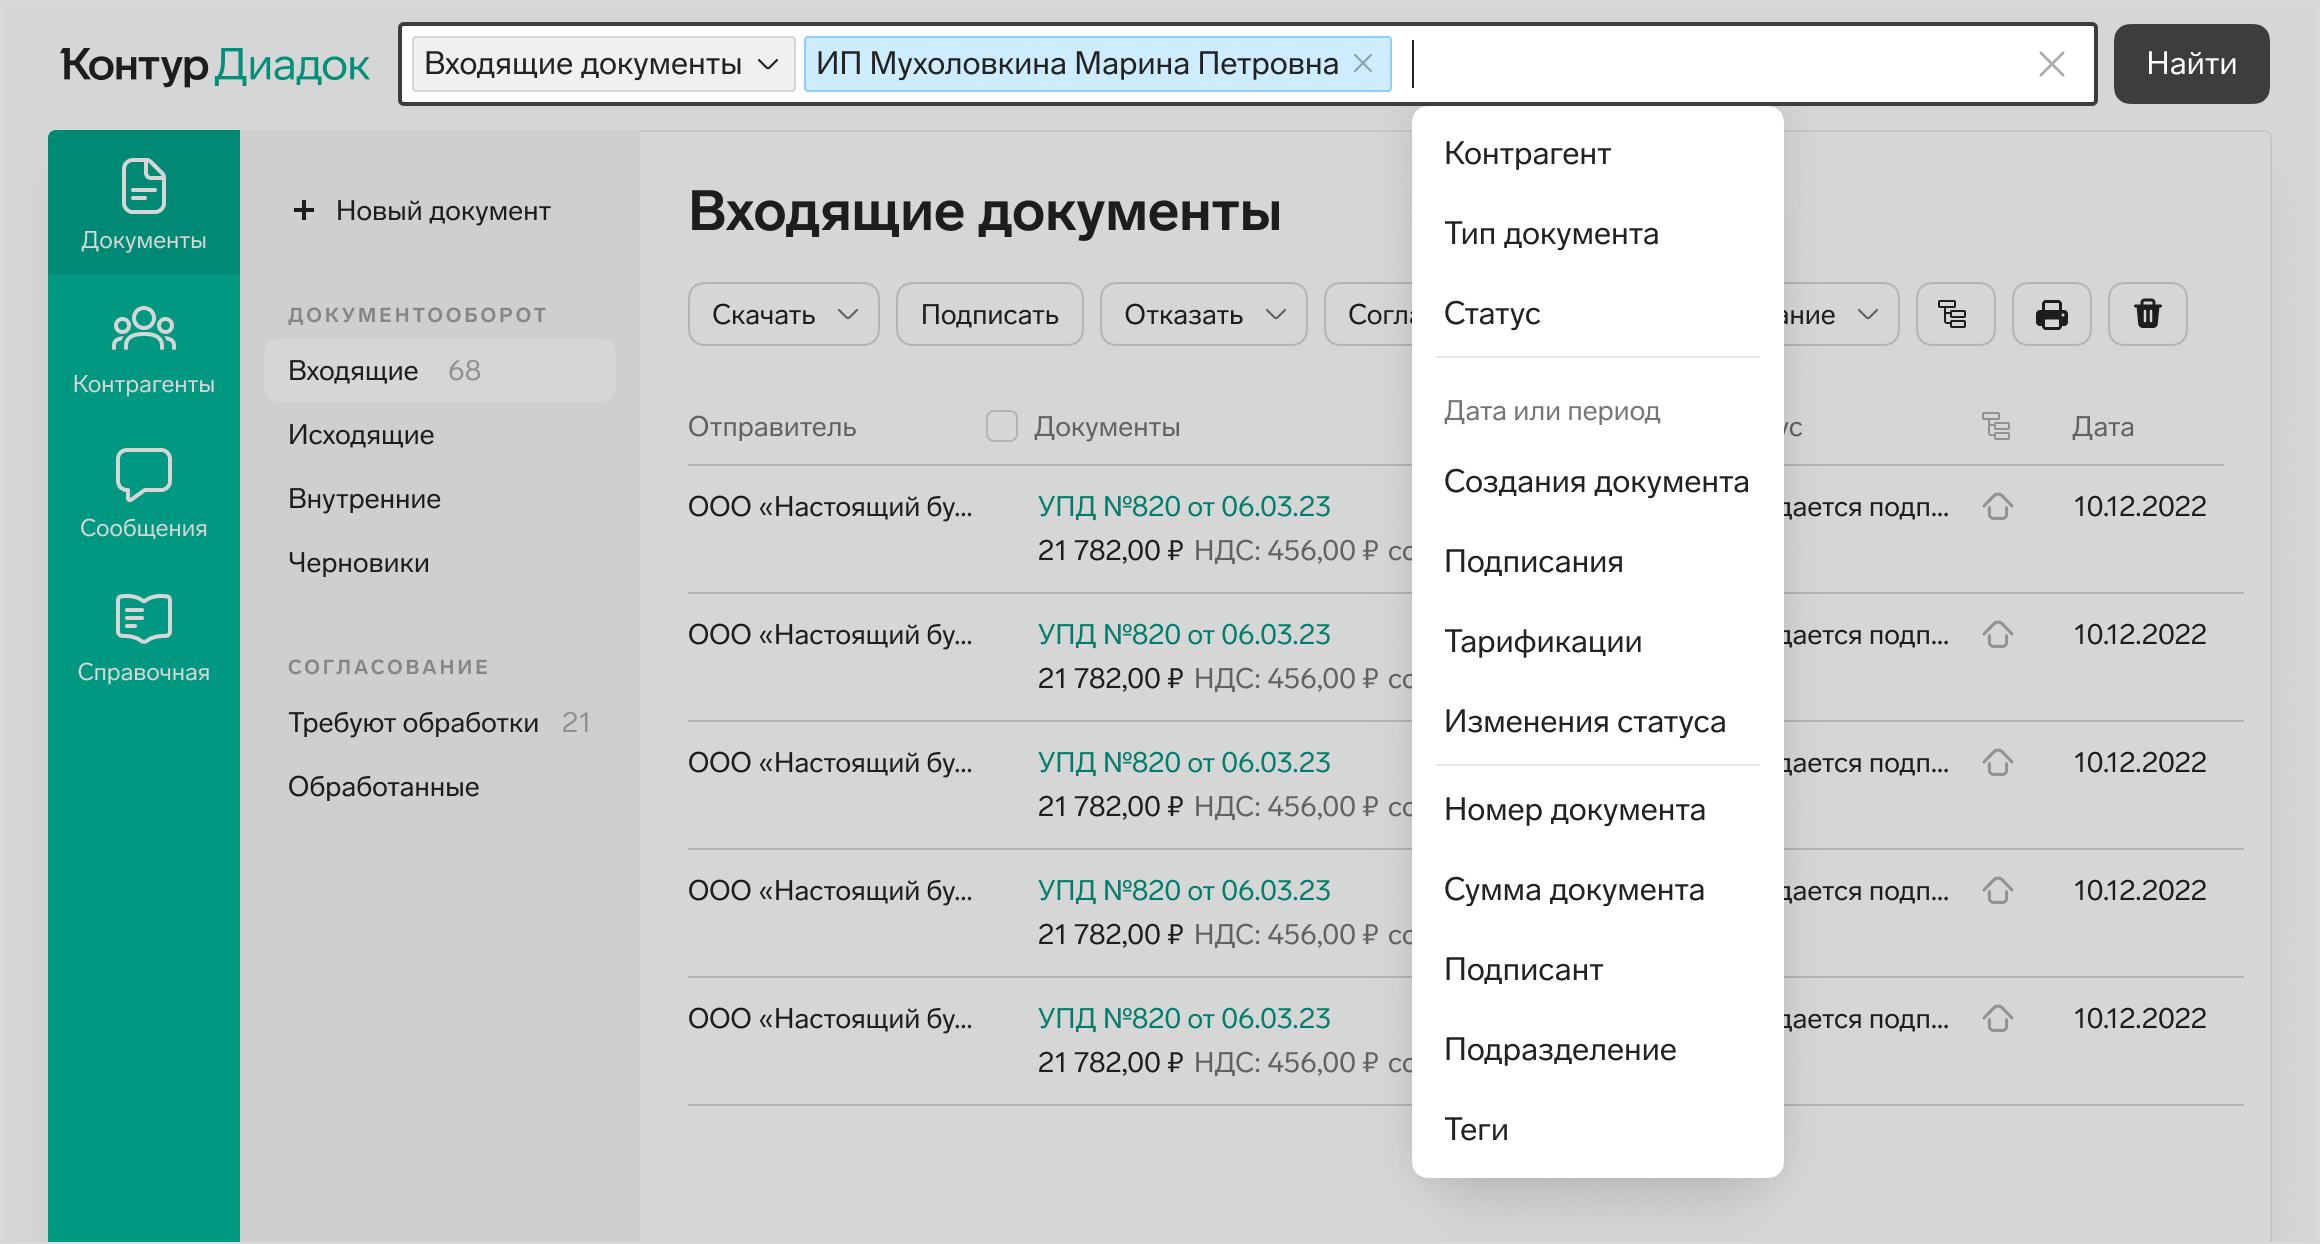 Контур Диадок
Входящие документы
ИП Мухоловкина Марина Петровна
Найти
Документы
Контрагенты
Сообщения
Справочная
Новый документ
ДОКУМЕНТООБОРОТ
Входящие 68
Исходящие
Внутренние
Черновики
СОГЛАСОВАНИЕ
Требуют обработки 21
Обработанные
Входящие документы
Скачать
Подписать
Отказать
Согла
ание
Отправитель
Документы
ус
Дата
ООО «Настоящий бу...
УПД №820 от 06.03.23
21 782,00 ₽ НДС: 456,00 ₽ со
дается подп...
10.12.2022
ООО «Настоящий бу...
УПД №820 от 06.03.23
21 782,00 ₽ НДС: 456,00 ₽ со
дается подп...
10.12.2022
ООО «Настоящий бу...
УПД №820 от 06.03.23
21 782,00 ₽ НДС: 456,00 ₽ со
дается подп...
10.12.2022
ООО «Настоящий бу...
УПД №820 от 06.03.23
21 782,00 ₽ НДС: 456,00 ₽ со
дается подп...
10.12.2022
ООО «Настоящий бу...
УПД №820 от 06.03.23
21 782,00 ₽ НДС: 456,00 ₽ со
дается подп...
10.12.2022
Контрагент
Тип документа
Статус
Дата или период
Создания документа
Подписания
Тарификации
Изменения статуса
Номер документа
Сумма документа
Подписант
Подразделение
Теги